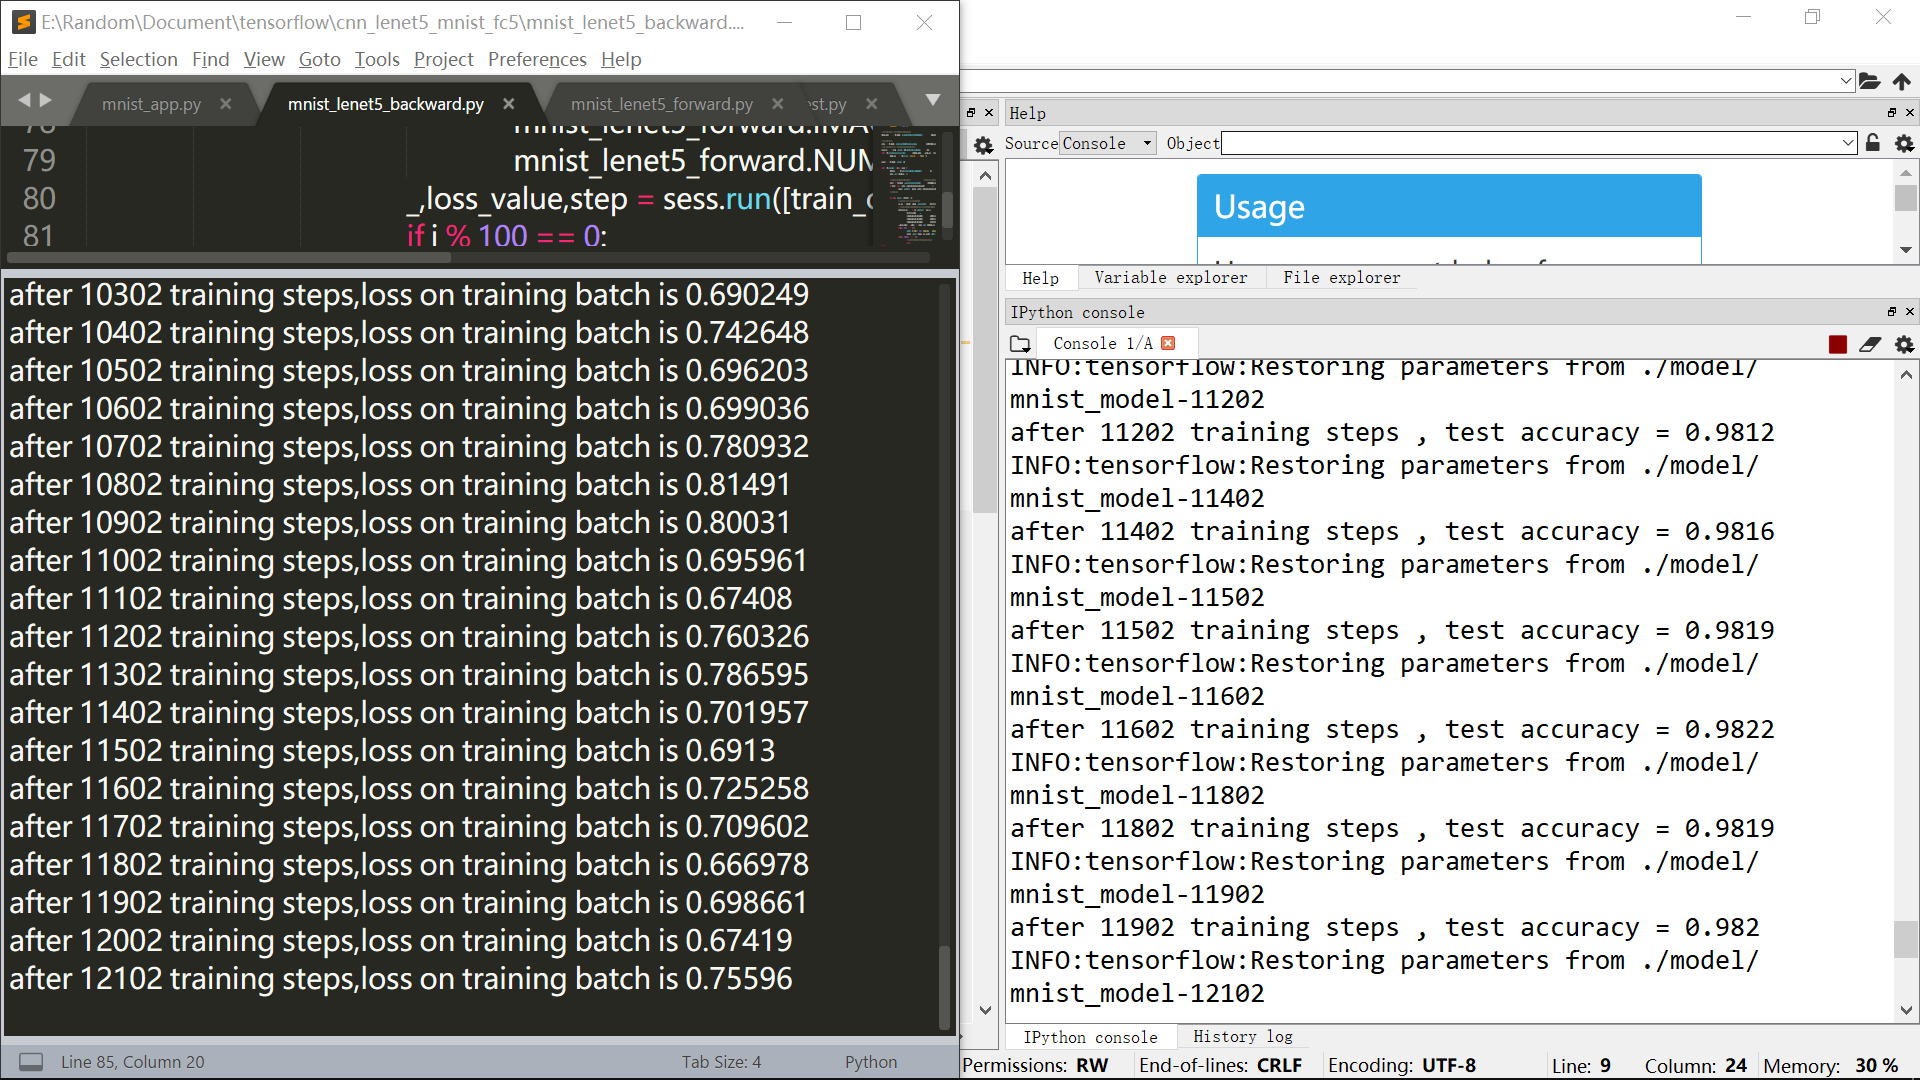 E:\Random\Document\tensorflow\cnn_lenet5_mnist_fc5\mnist_lenet5_backward....
File Edit Selection Find View Goto Tools Project Preferences Help
mnist_app.py mnist_lenet5_backward.py mnist_lenet5_forward.py st.py
78 mnist_lenet5_forward.IMA
79 mnist_lenet5_forward.NUM
80 _,loss_value,step = sess.run([train_o
81 if i % 100 == 0:
after 10302 training steps,loss on training batch is 0.690249
after 10402 training steps,loss on training batch is 0.742648
after 10502 training steps,loss on training batch is 0.696203
after 10602 training steps,loss on training batch is 0.699036
after 10702 training steps,loss on training batch is 0.780932
after 10802 training steps,loss on training batch is 0.81491
after 10902 training steps,loss on training batch is 0.80031
after 11002 training steps,loss on training batch is 0.695961
after 11102 training steps,loss on training batch is 0.67408
after 11202 training steps,loss on training batch is 0.760326
after 11302 training steps,loss on training batch is 0.786595
after 11402 training steps,loss on training batch is 0.701957
after 11502 training steps,loss on training batch is 0.6913
after 11602 training steps,loss on training batch is 0.725258
after 11702 training steps,loss on training batch is 0.709602
after 11802 training steps,loss on training batch is 0.666978
after 11902 training steps,loss on training batch is 0.698661
after 12002 training steps,loss on training batch is 0.67419
after 12102 training steps,loss on training batch is 0.75596
Line 85, Column 20 Tab Size: 4 Python
Help
Source Console Object
Usage
Help Variable explorer File explorer
IPython console
Console 1/A
INFO:tensorflow:Restoring parameters from ./model/
mnist_model-11202
after 11202 training steps , test accuracy = 0.9812
INFO:tensorflow:Restoring parameters from ./model/
mnist_model-11402
after 11402 training steps , test accuracy = 0.9816
INFO:tensorflow:Restoring parameters from ./model/
mnist_model-11502
after 11502 training steps , test accuracy = 0.9819
INFO:tensorflow:Restoring parameters from ./model/
mnist_model-11602
after 11602 training steps , test accuracy = 0.9822
INFO:tensorflow:Restoring parameters from ./model/
mnist_model-11802
after 11802 training steps , test accuracy = 0.9819
INFO:tensorflow:Restoring parameters from ./model/
mnist_model-11902
after 11902 training steps , test accuracy = 0.982
INFO:tensorflow:Restoring parameters from ./model/
mnist_model-12102
IPython console History log
Permissions: RW End-of-lines: CRLF Encoding: UTF-8 Line: 9 Column: 24 Memory: 30 %